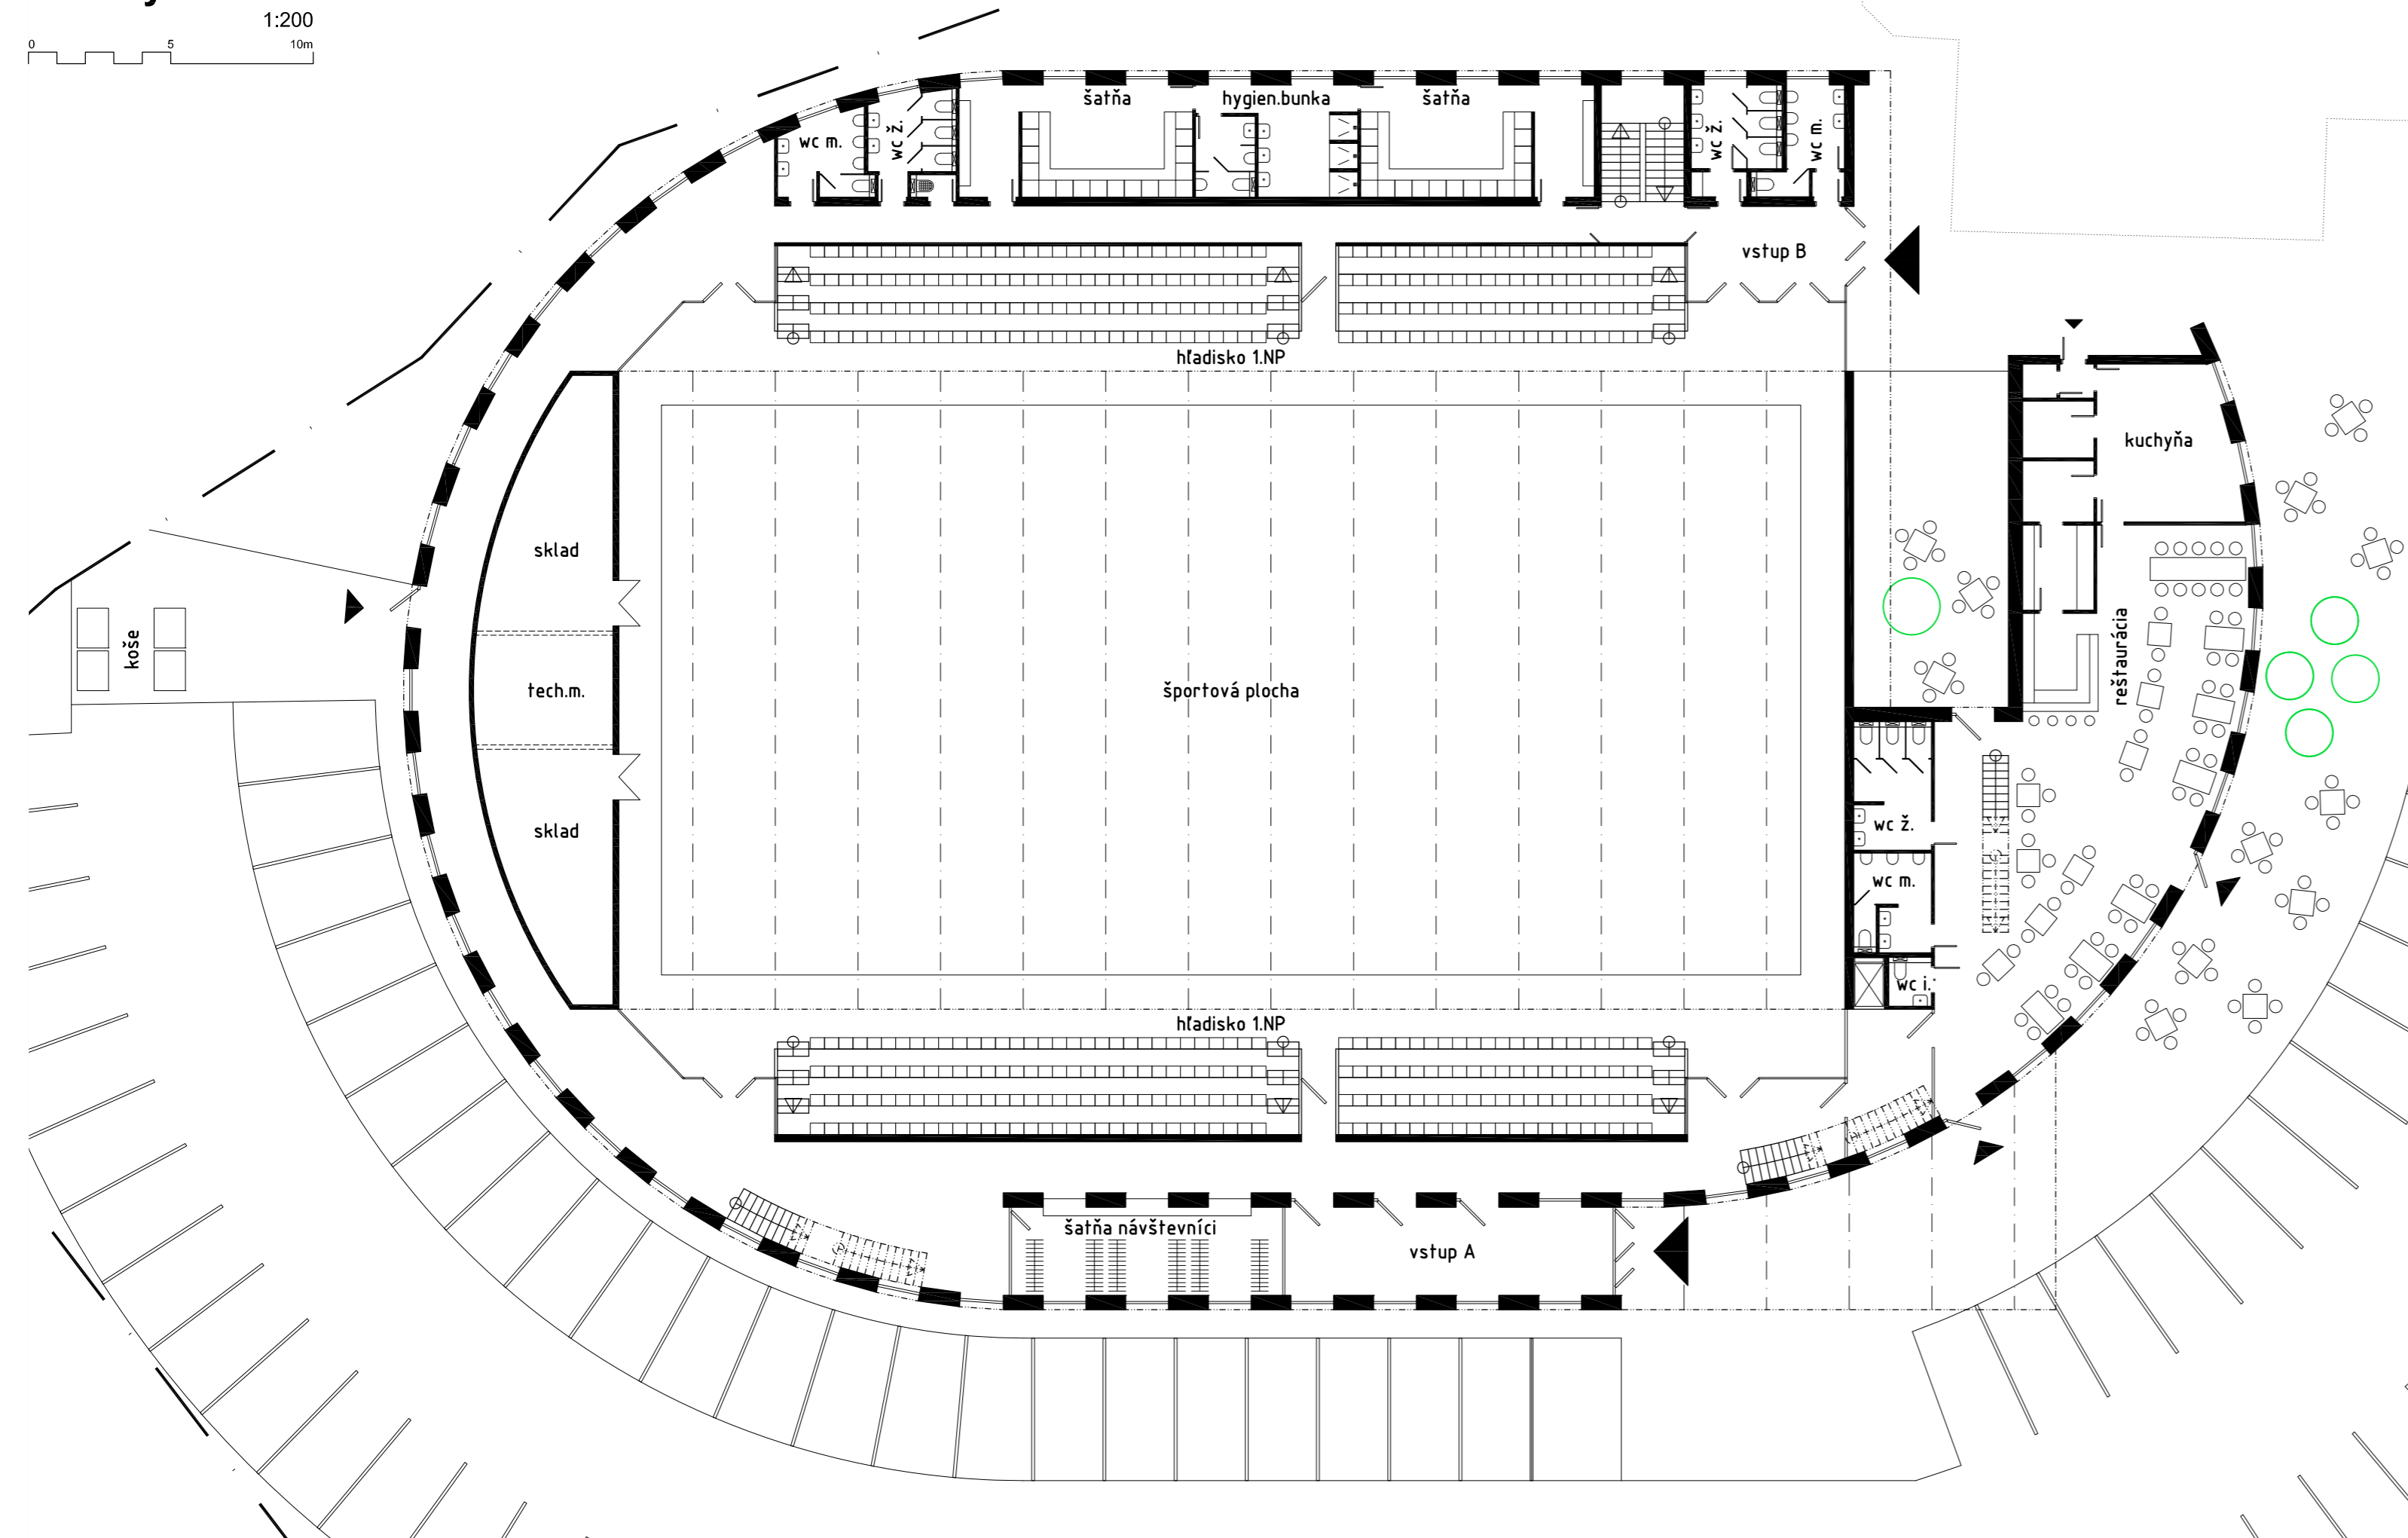 1:200
0 5 10m
šatňa
hygien.bunka
šatňa
wc m.
wc ž.
wc ž.
wc m.
vstup B
hľadisko 1.NP
kuchyňa
sklad
koše
tech.m.
športová plocha
reštaurácia
sklad
wc ž.
wc m.
wc i.
hľadisko 1.NP
šatňa návštevníci
vstup A